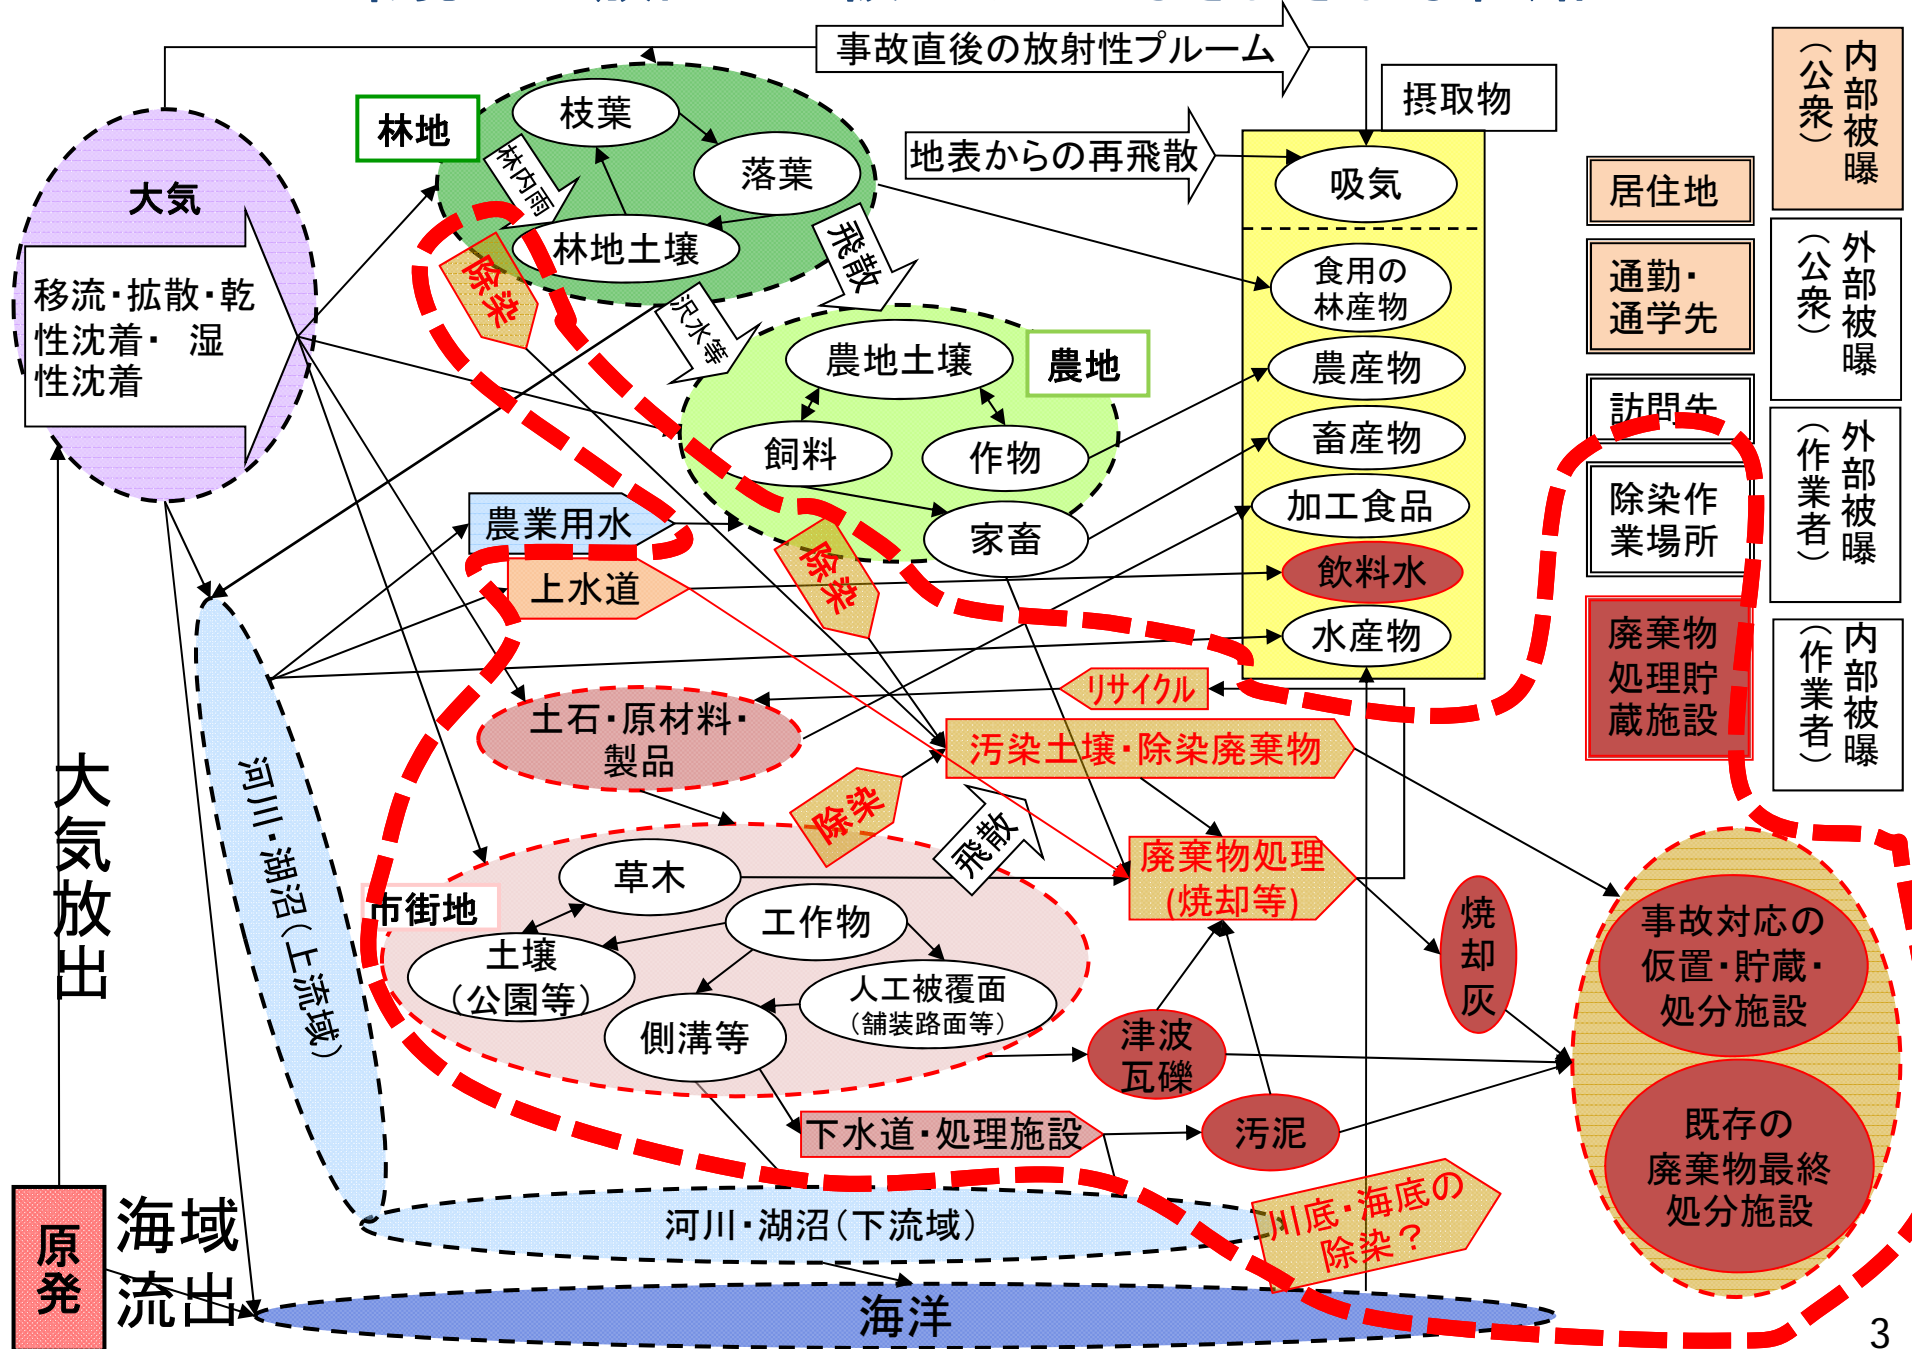 事故直後の放射性プルーム
摂取物
内部被曝
（公衆）
林地
枝葉
落葉
林内雨
林地土壌
地表からの再飛散
吸気
居住地
大気
移流・拡散・乾
性沈着・ 湿
性沈着
除染
飛散
沢水等
食用の
林産物
通勤・
通学先
外部被曝
（公衆）
農地土壌
農地
農産物
訪問先
飼料
作物
畜産物
外部被曝
（作業者）
農業用水
家畜
加工食品
除染作
業場所
上水道
除染
飲料水
水産物
廃棄物
処理貯
蔵施設
内部被曝
（作業者）
リサイクル
土石・原材料・
製品
汚染土壌・除染廃棄物
大気放出
河川・湖沼（上流域）
除染
飛散
廃棄物処理
(焼却等)
市街地
草木
工作物
土壌
（公園等）
人工被覆面
（舗装路面等）
側溝等
焼却灰
事故対応の
仮置・貯蔵・
処分施設
津波
瓦礫
下水道・処理施設
汚泥
既存の
廃棄物最終
処分施設
原発
海域
流出
河川・湖沼（下流域）
川底・海底の
除染？
海洋
3